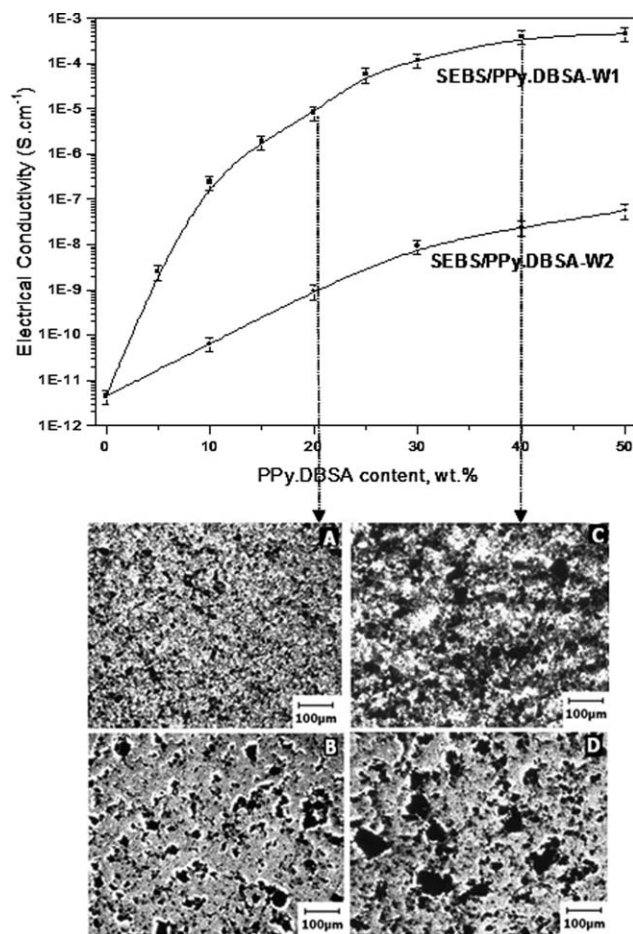 Electrical Conductivity (S.cm⁻¹)
1E-3
1E-4
1E-5
1E-6
1E-7
1E-8
1E-9
1E-10
1E-11
1E-12
SEBS/PPy.DBSA-W1
SEBS/PPy.DBSA-W2
0 10 20 30 40 50
PPy.DBSA content, wt.%
A
100µm
C
100µm
B
100µm
D
100µm